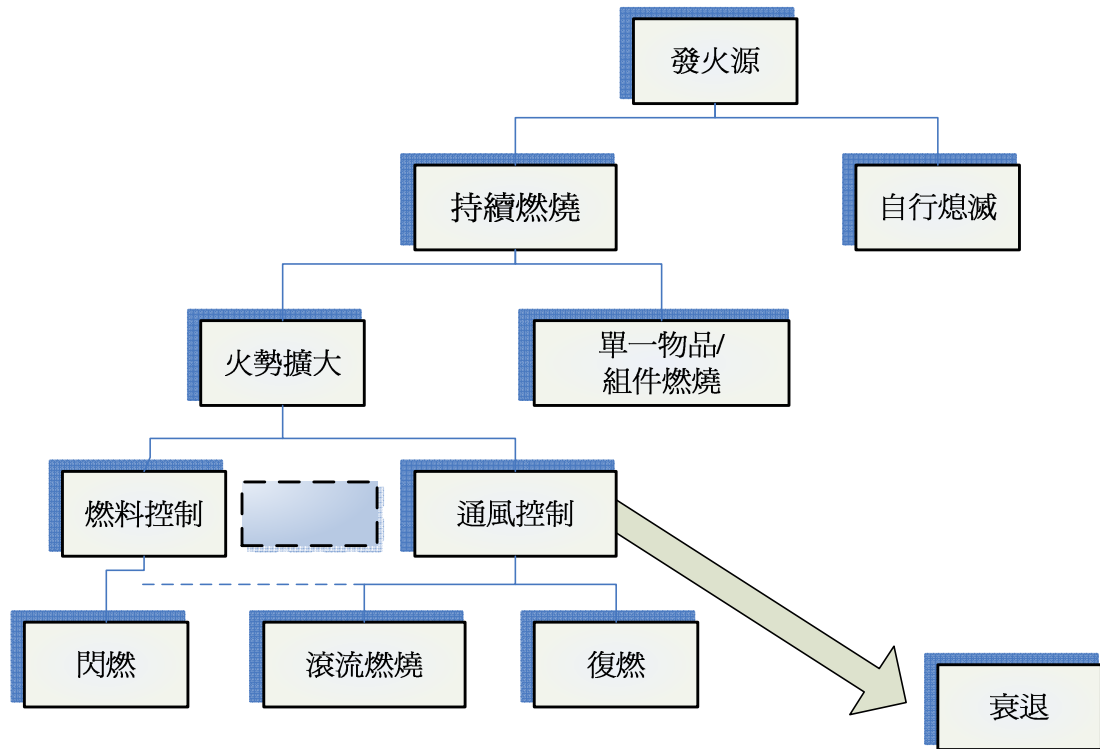 發火源
持續燃燒
自行熄滅
火勢擴大
單一物品/
組件燃燒
燃料控制
通風控制
閃燃
滾流燃燒
復燃
衰退